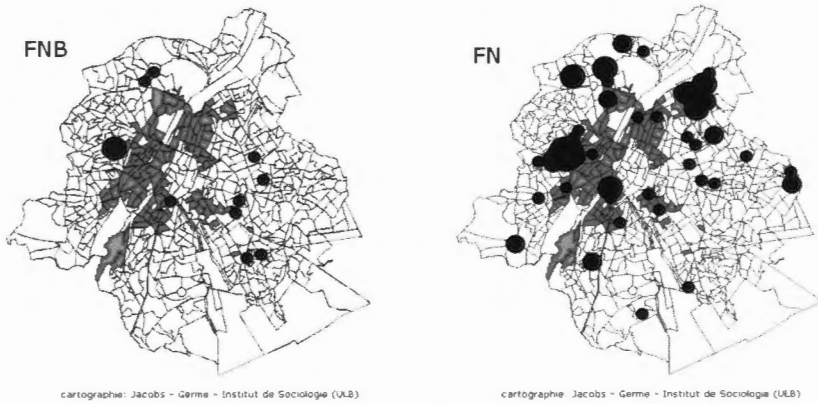 FNB
FN
cartographie: Jacobs - Germe - Institut de Sociologie (ULB)
cartographie: Jacobs - Germe - Institut de Sociologie (ULB)